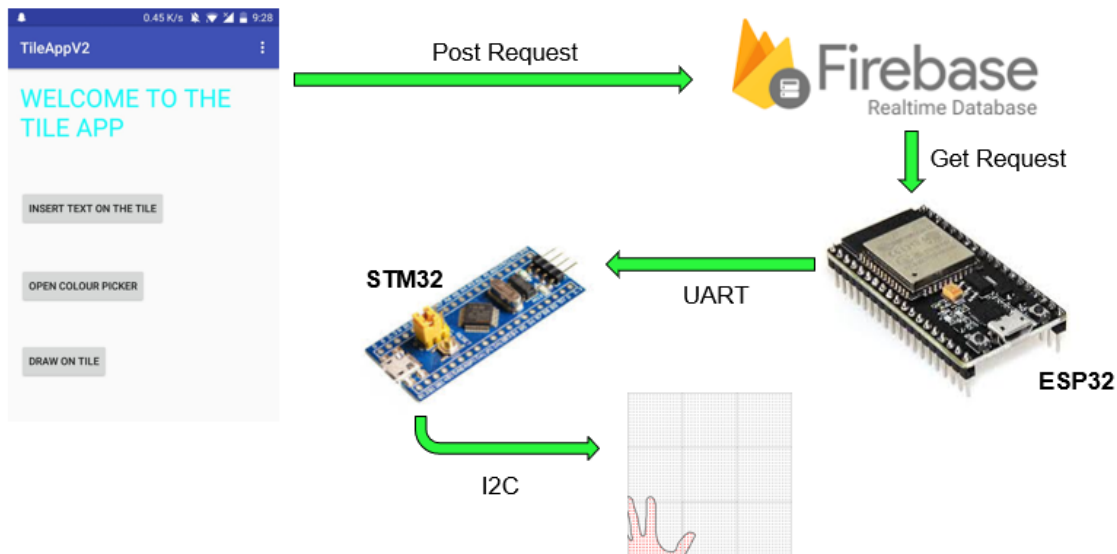 0.45 K/s 9:28
TileAppV2
WELCOME TO THE
TILE APP
INSERT TEXT ON THE TILE
OPEN COLOUR PICKER
DRAW ON TILE
Post Request
Firebase
Realtime Database
Get Request
STM32
UART
ESP32
I2C